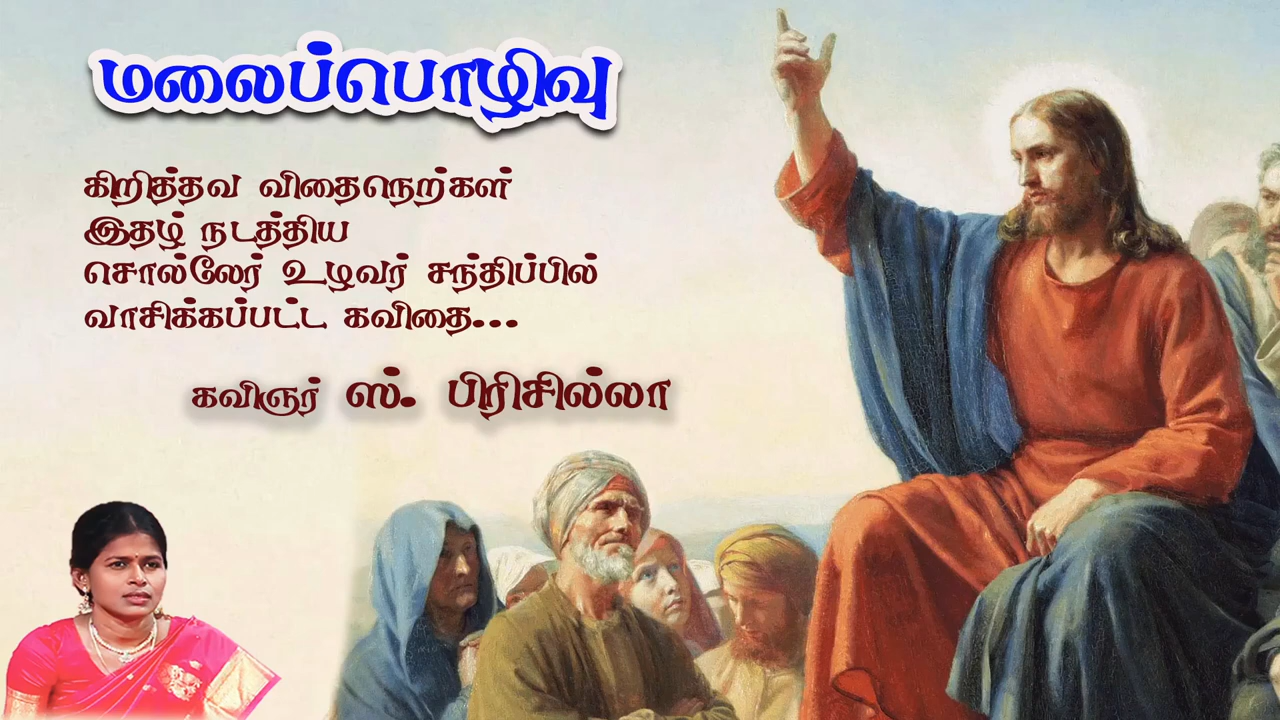 மலைப்பொழிவு
கிறித்தவ விதைநெற்கள்
இதழ் நடத்திய
சொல்லேர் உழவர் சந்திப்பில்
வாசிக்கப்பட்ட கவிதை...
கவிஞர் ஸ். பிரிசில்லா